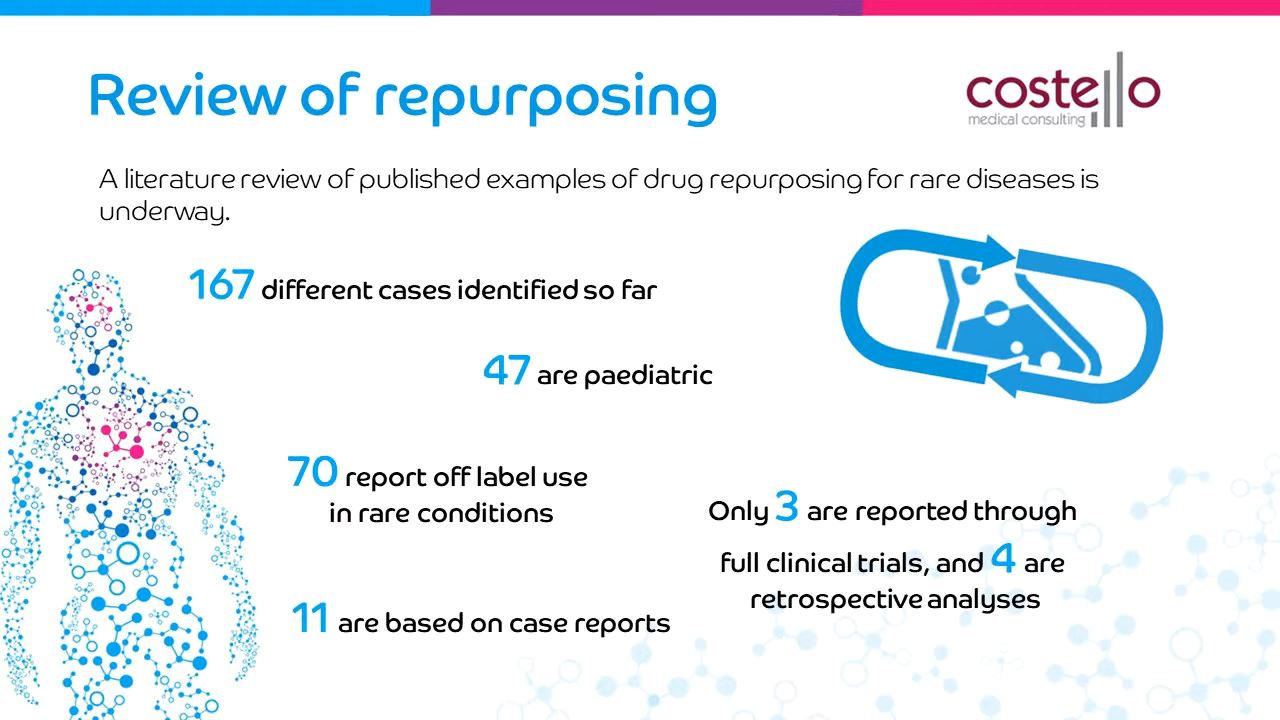 Review of repurposing
costello
medical consulting
A literature review of published examples of drug repurposing for rare diseases is
underway.
167 different cases identified so far
47 are paediatric
70 report off label use
in rare conditions
Only 3 are reported through
full clinical trials, and 4 are
retrospective analyses
11 are based on case reports